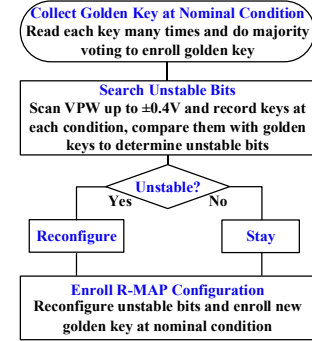 Collect Golden Key at Nominal Condition
Read each key many times and do majority
voting to enroll golden key
Search Unstable Bits
Scan VPW up to ±0.4V and record keys at
each condition, compare them with golden
keys to determine unstable bits
Unstable?
Yes No
Reconfigure Stay
Enroll R-MAP Configuration
Reconfigure unstable bits and enroll new
golden key at nominal condition